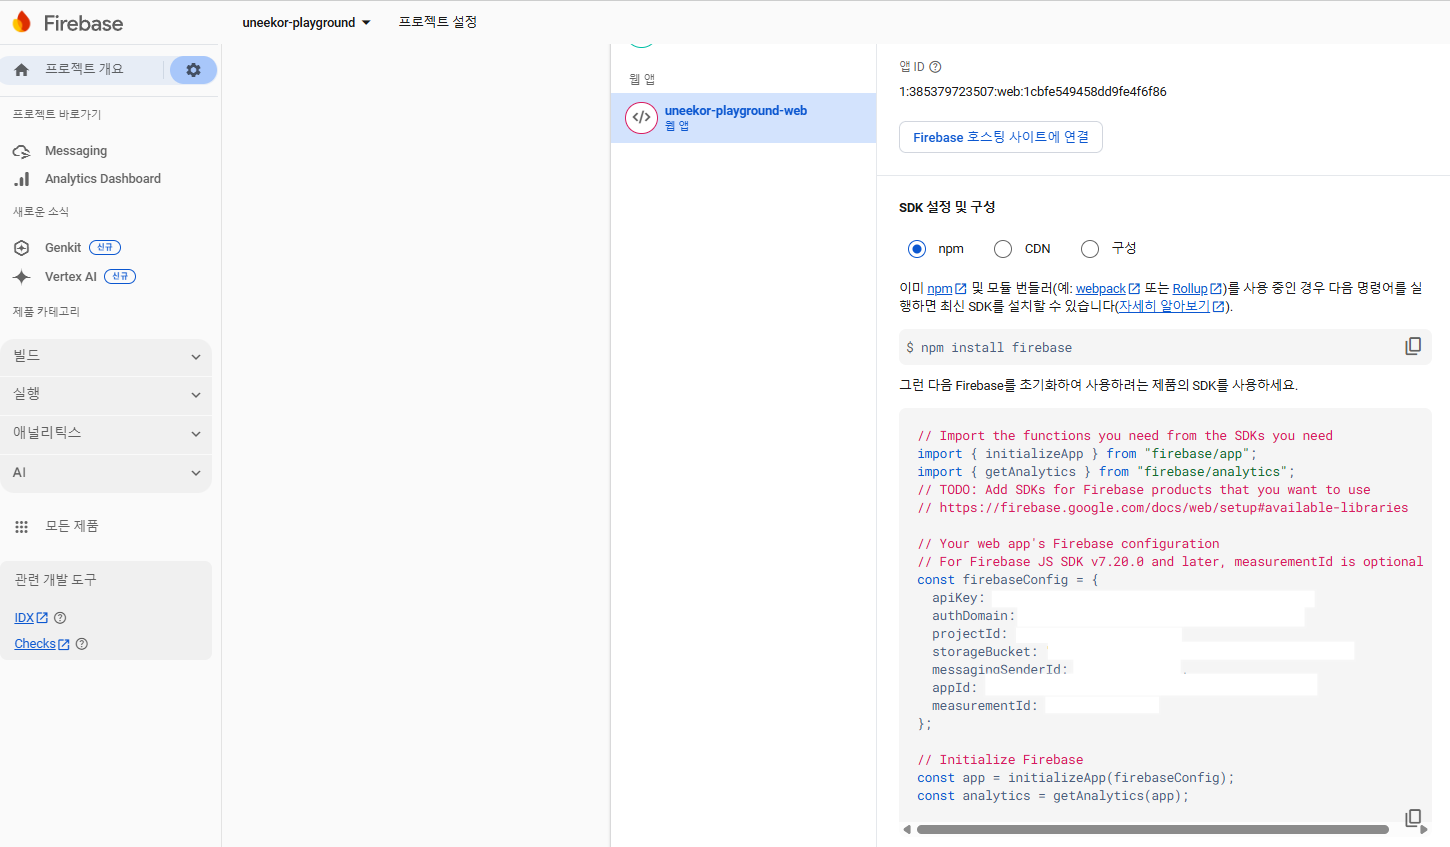 Firebase
uneekor-playground
프로젝트 설정
프로젝트 개요
프로젝트 바로가기
Messaging
Analytics Dashboard
새로운 소식
Genkit 신규
Vertex AI 신규
제품 카테고리
빌드
실행
애널리틱스
AI
모든 제품
관련 개발 도구
IDX
Checks
웹 앱
uneekor-playground-web
웹 앱
앱 ID
1:385379723507:web:1cbfe549458dd9fe4f6f86
Firebase 호스팅 사이트에 연결
SDK 설정 및 구성
npm CDN 구성
이미 npm 및 모듈 번들러(예: webpack 또는 Rollup)를 사용 중인 경우 다음 명령어를 실
행하면 최신 SDK를 설치할 수 있습니다(자세히 알아보기).
$ npm install firebase
그런 다음 Firebase를 초기화하여 사용하려는 제품의 SDK를 사용하세요.
// Import the functions you need from the SDKs you need
import { initializeApp } from "firebase/app";
import { getAnalytics } from "firebase/analytics";
// TODO: Add SDKs for Firebase products that you want to use
// https://firebase.google.com/docs/web/setup#available-libraries
// Your web app's Firebase configuration
// For Firebase JS SDK v7.20.0 and later, measurementId is optional
const firebaseConfig = {
apiKey:
authDomain:
projectId:
storageBucket:
messagingSenderId:
appId:
measurementId:
};
// Initialize Firebase
const app = initializeApp(firebaseConfig);
const analytics = getAnalytics(app);